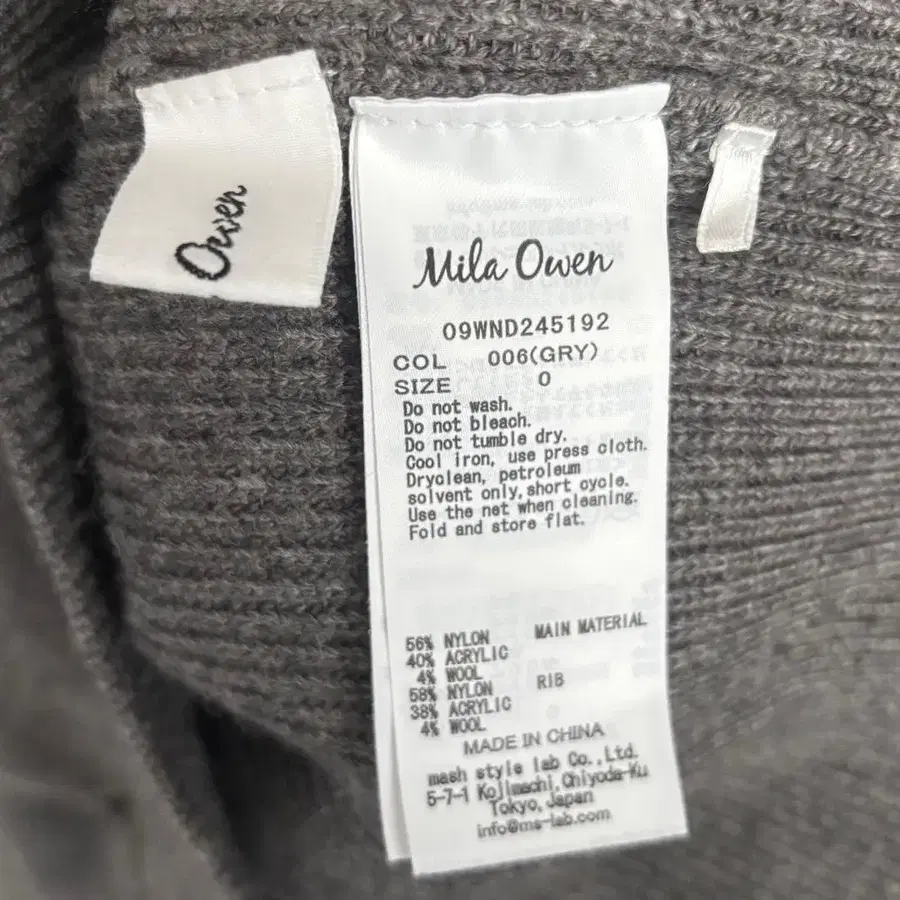 Owen
Mila Owen
09WND245192
COL 006(GRY)
SIZE 0
Do not wash.
Do not bleach.
Do not tumble dry.
Cool iron, use press cloth.
Dryclean, petroleum
solvent only,short cycle.
Use the net when cleaning.
Fold and store flat.
56% NYLON MAIN MATERIAL
40% ACRYLIC
4% WOOL
58% NYLON RIB
38% ACRYLIC
4% WOOL
MADE IN CHINA
mash style lab Co.,Ltd.
5-7-1 Kojimachi,Chiyoda-Ku
Tokyo,Japan
info@ms-lab.com